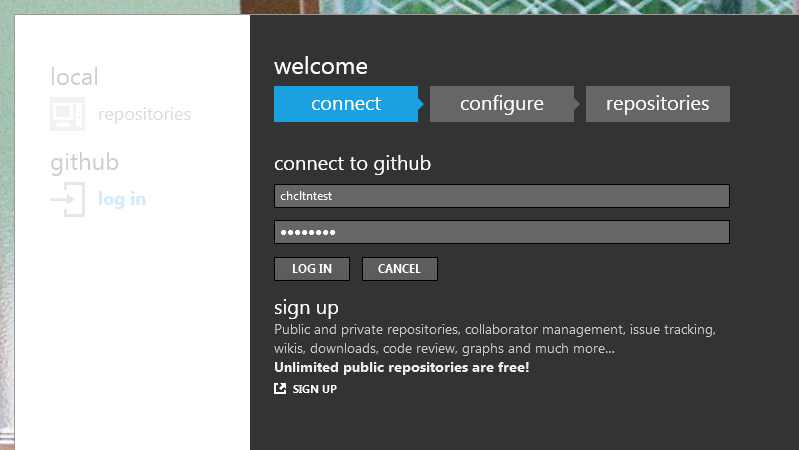 local
repositories
github
log in
welcome
connect
configure
repositories
connect to github
chcltntest
●●●●●●●●
LOG IN
CANCEL
sign up
Public and private repositories, collaborator management, issue tracking,
wikis, downloads, code review, graphs and much more...
Unlimited public repositories are free!
SIGN UP